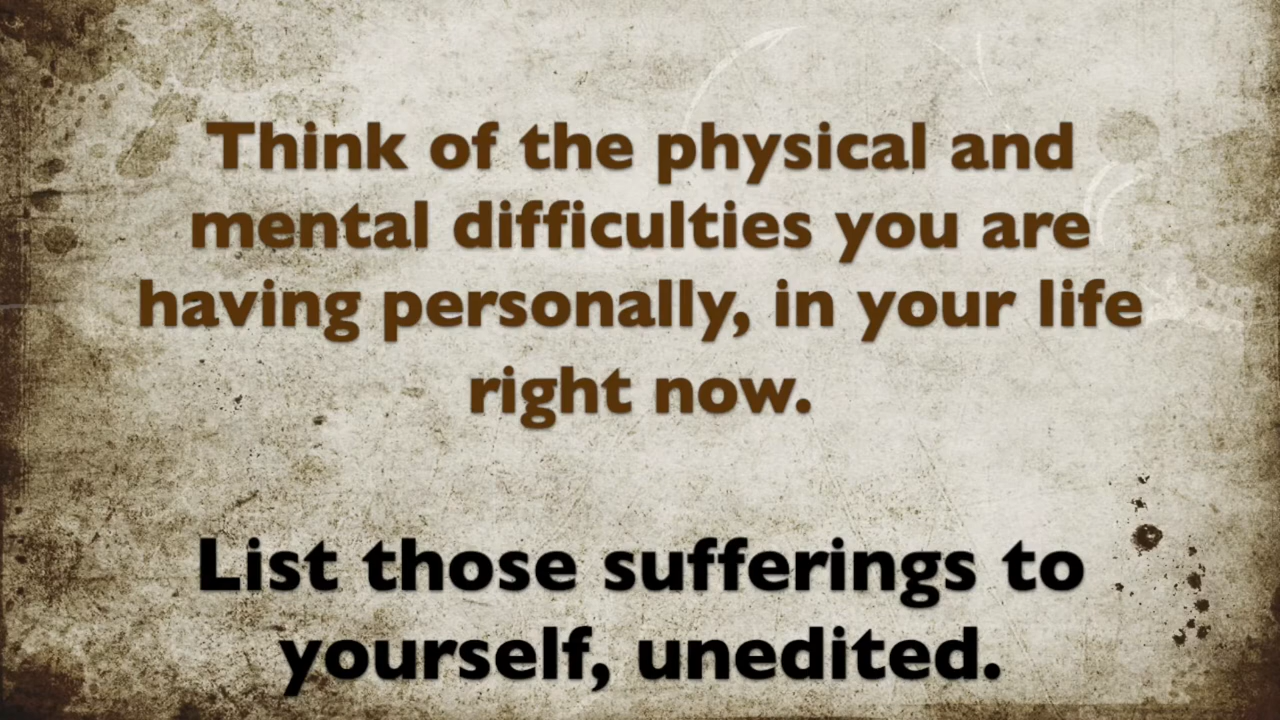 Think of the physical and
mental difficulties you are
having personally, in your life
right now.
List those sufferings to
yourself, unedited.